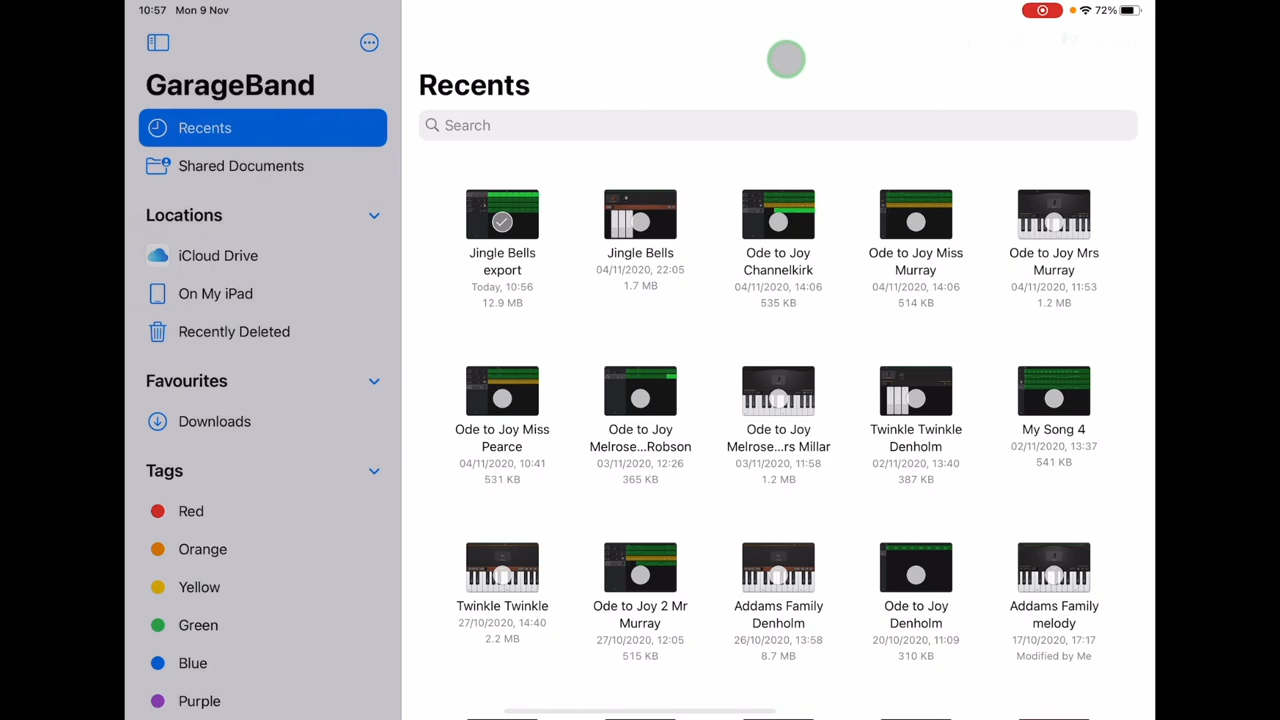 10:57 Mon 9 Nov
72%
GarageBand
Recents
Shared Documents
Locations
iCloud Drive
On My iPad
Recently Deleted
Favourites
Downloads
Tags
Red
Orange
Yellow
Green
Blue
Purple
Recents
Search
Jingle Bells
export
Today, 10:56
12.9 MB
Jingle Bells
04/11/2020, 22:05
1.7 MB
Ode to Joy
Channelkirk
04/11/2020, 14:06
535 KB
Ode to Joy Miss
Murray
04/11/2020, 14:06
514 KB
Ode to Joy Mrs
Murray
04/11/2020, 11:53
1.2 MB
Ode to Joy Miss
Pearce
04/11/2020, 10:41
531 KB
Ode to Joy
Melrose...Robson
03/11/2020, 12:26
365 KB
Ode to Joy
Melrose...rs Millar
03/11/2020, 11:58
1.2 MB
Twinkle Twinkle
Denholm
02/11/2020, 13:40
387 KB
My Song 4
02/11/2020, 13:37
541 KB
Twinkle Twinkle
27/10/2020, 14:40
2.2 MB
Ode to Joy 2 Mr
Murray
27/10/2020, 12:05
515 KB
Addams Family
Denholm
26/10/2020, 13:58
8.7 MB
Ode to Joy
Denholm
20/10/2020, 11:09
310 KB
Addams Family
melody
17/10/2020, 17:17
Modified by Me